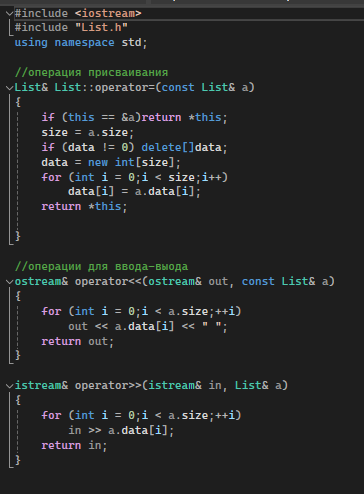 #include <iostream>
#include "List.h"
using namespace std;
//операция присваивания
List& List::operator=(const List& a)
{
if (this == &a)return *this;
size = a.size;
if (data != 0) delete[]data;
data = new int[size];
for (int i = 0;i < size;i++)
data[i] = a.data[i];
return *this;
}
//операции для ввода-выода
ostream& operator<<(ostream& out, const List& a)
{
for (int i = 0;i < a.size;++i)
out << a.data[i] << " ";
return out;
}
istream& operator>>(istream& in, List& a)
{
for (int i = 0;i < a.size;++i)
in >> a.data[i];
return in;
}